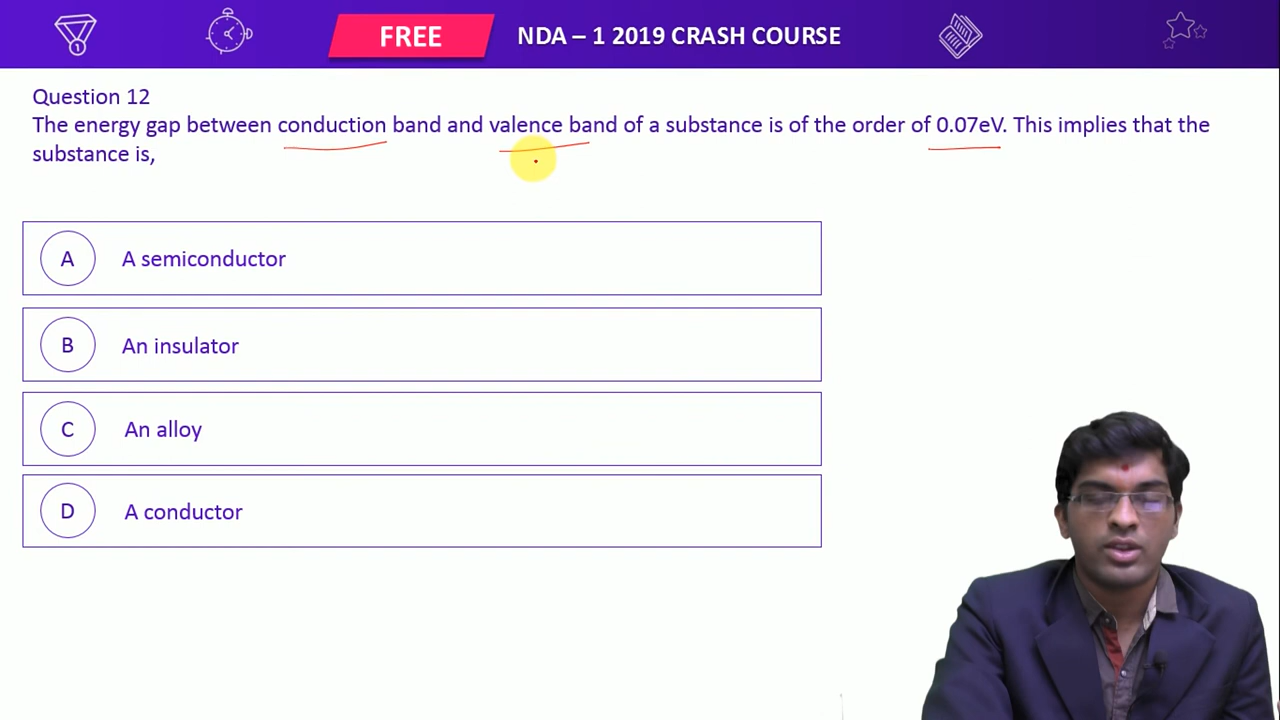 FREE
NDA – 1 2019 CRASH COURSE
Question 12
The energy gap between conduction band and valence band of a substance is of the order of 0.07eV. This implies that the
substance is,
A A semiconductor
B An insulator
C An alloy
D A conductor